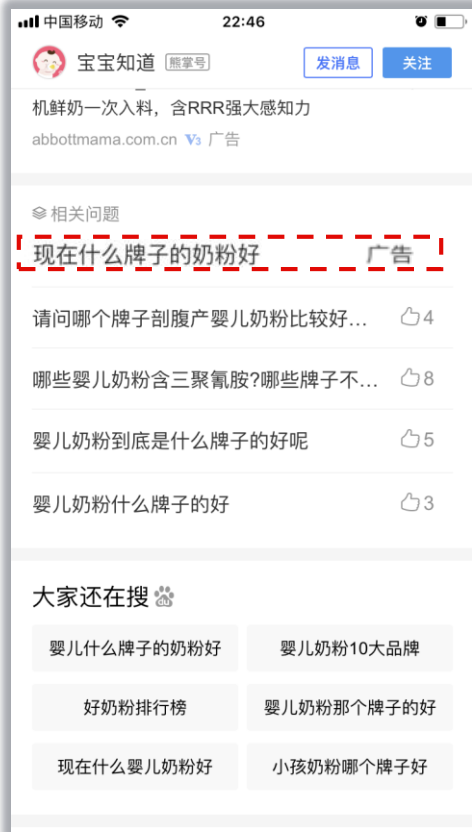 中国移动 22:46
宝宝知道 熊掌号 发消息 关注
机鲜奶一次入料，含RRR强大感知力
abbottmama.com.cn V3 广告
相关问题
现在什么牌子的奶粉好 广告
请问哪个牌子剖腹产婴儿奶粉比较好... 4
哪些婴儿奶粉含三聚氰胺?哪些牌子不... 8
婴儿奶粉到底是什么牌子的好呢 5
婴儿奶粉什么牌子的好 3
大家还在搜 du
婴儿什么牌子的奶粉好 婴儿奶粉10大品牌
好奶粉排行榜 婴儿奶粉那个牌子的好
现在什么婴儿奶粉好 小孩奶粉哪个牌子好